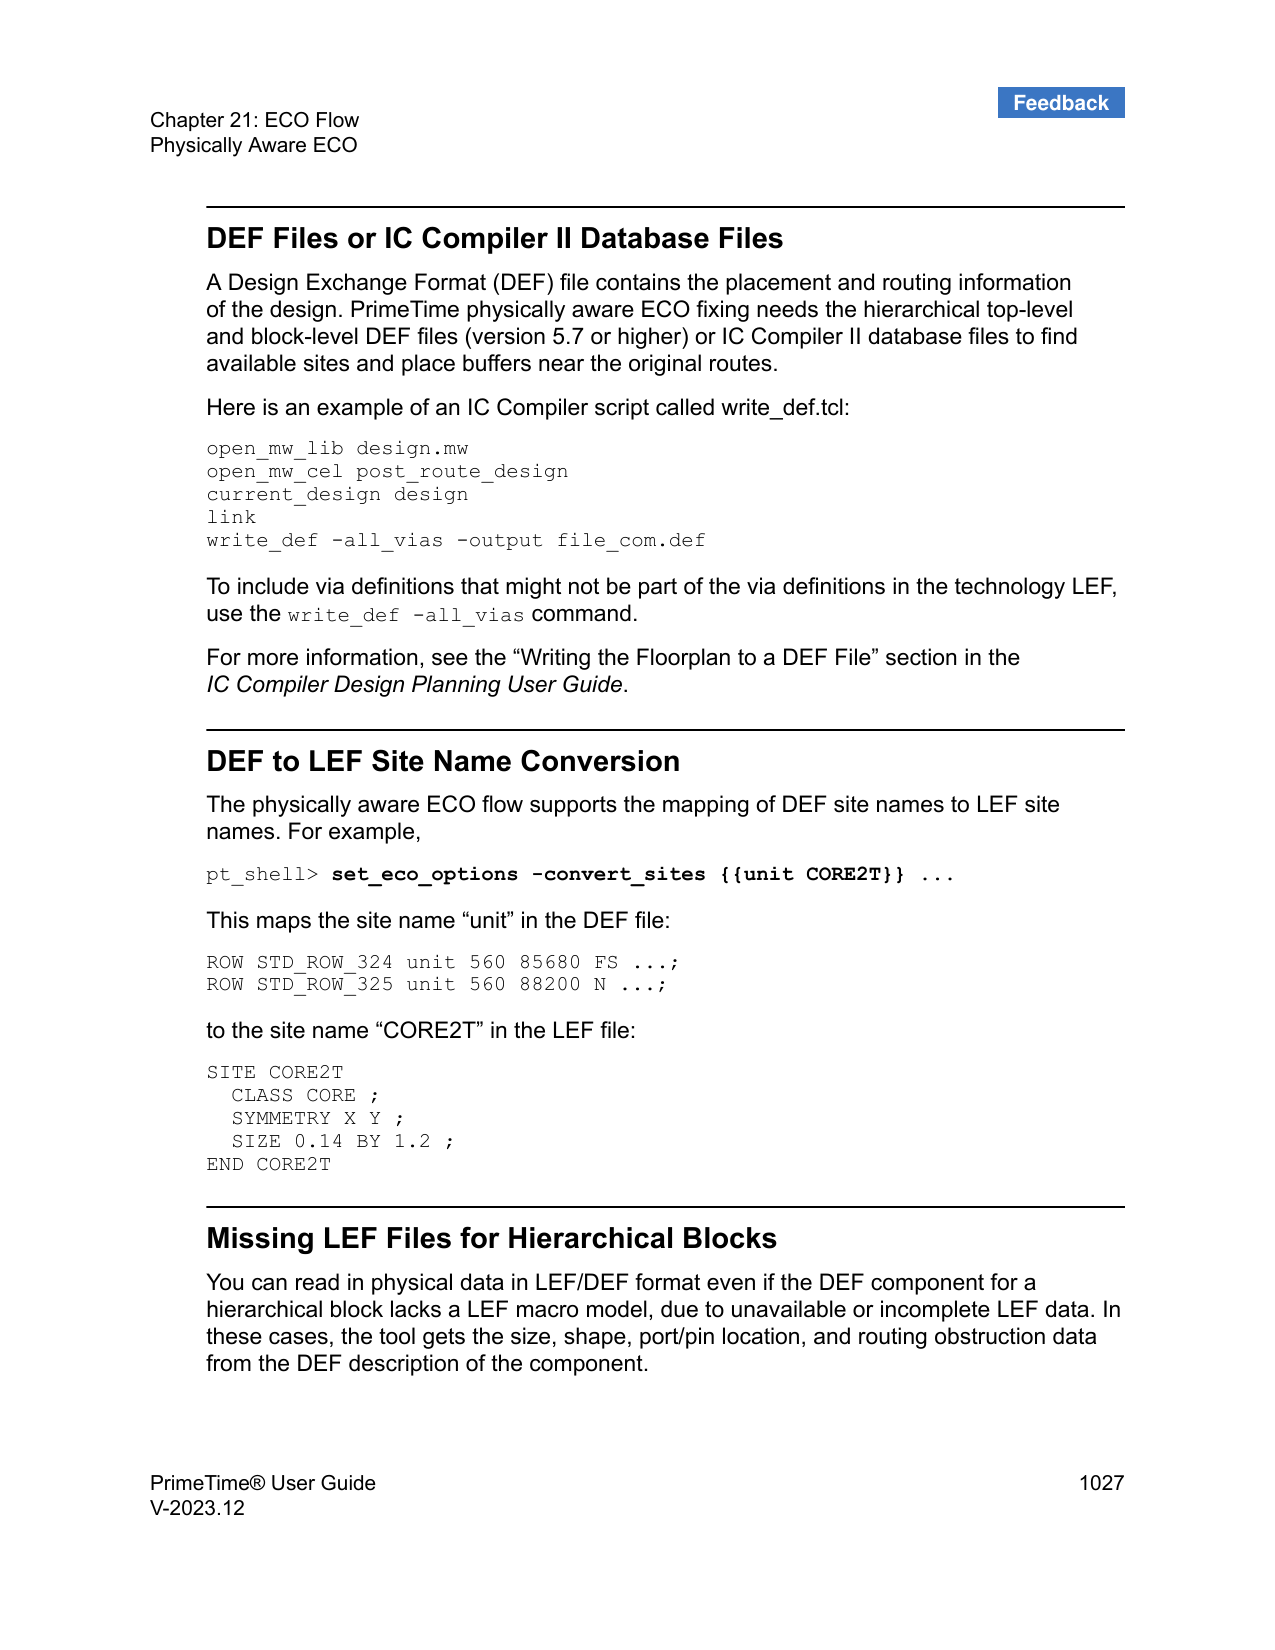 Feedback
Chapter 21: ECO Flow
Physically Aware ECO
DEF Files or IC Compiler II Database Files
A Design Exchange Format (DEF) file contains the placement and routing information
of the design. PrimeTime physically aware ECO fixing needs the hierarchical top-level
and block-level DEF files (version 5.7 or higher) or IC Compiler II database files to find
available sites and place buffers near the original routes.
Here is an example of an IC Compiler script called write_def.tcl:
open_mw_lib design.mw
open_mw_cel post_route_design
current_design design
link
write_def -all_vias -output file_com.def
To include via definitions that might not be part of the via definitions in the technology LEF,
use the write_def -all_vias command.
For more information, see the “Writing the Floorplan to a DEF File” section in the
IC Compiler Design Planning User Guide.
DEF to LEF Site Name Conversion
The physically aware ECO flow supports the mapping of DEF site names to LEF site
names. For example,
pt_shell> set_eco_options -convert_sites {{unit CORE2T}} ...
This maps the site name “unit” in the DEF file:
ROW STD_ROW_324 unit 560 85680 FS ...;
ROW STD_ROW_325 unit 560 88200 N ...;
to the site name “CORE2T” in the LEF file:
SITE CORE2T
  CLASS CORE ;
  SYMMETRY X Y ;
  SIZE 0.14 BY 1.2 ;
END CORE2T
Missing LEF Files for Hierarchical Blocks
You can read in physical data in LEF/DEF format even if the DEF component for a
hierarchical block lacks a LEF macro model, due to unavailable or incomplete LEF data. In
these cases, the tool gets the size, shape, port/pin location, and routing obstruction data
from the DEF description of the component.
PrimeTime® User Guide 1027
V-2023.12